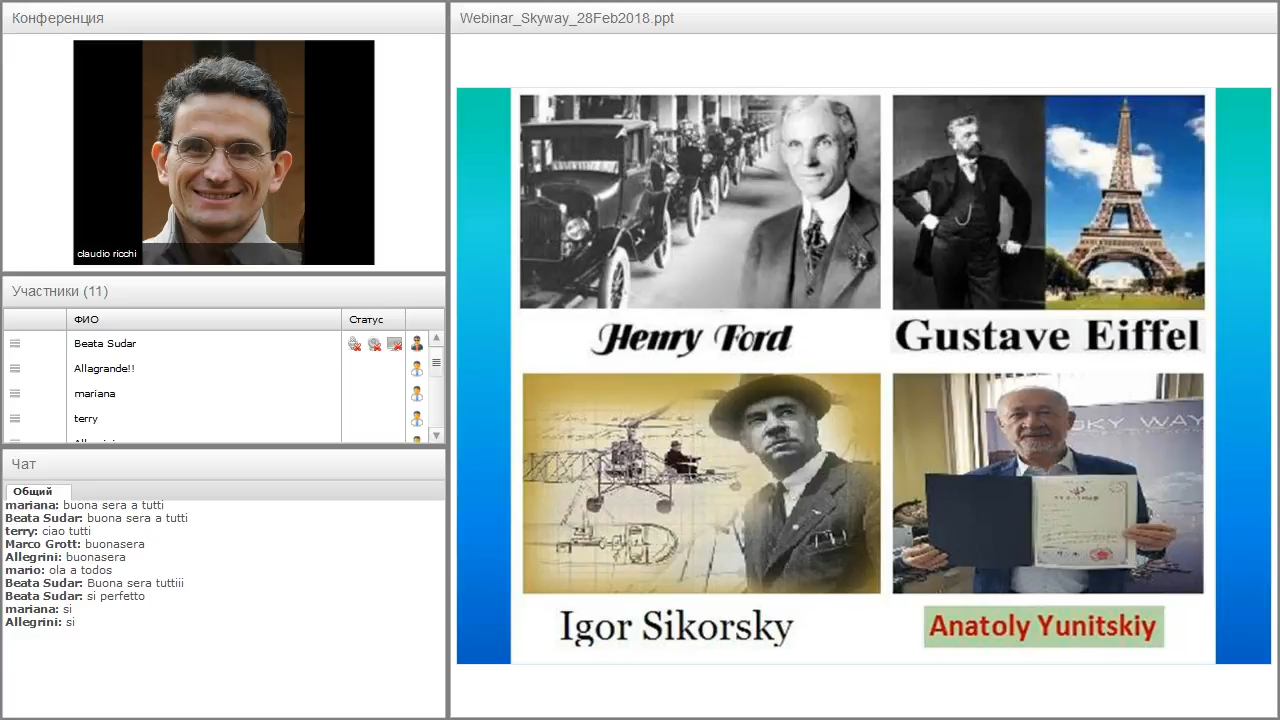 Конференция
claudio ricchi
Участники (11)
ФИО
Статус
Beata Sudar
Allagrande!!
mariana
terry
Чат
Общий
mariana: buona sera a tutti
Beata Sudar: buona sera a tutti
terry: ciao tutti
Marco Grott: buonasera
Allegrini: buonasera
mario: ola a todos
Beata Sudar: Buona sera tuttiii
Beata Sudar: si perfetto
mariana: si
Allegrini: si
Webinar_Skyway_28Feb2018.ppt
Henry Ford
Gustave Eiffel
SKY WAY
Igor Sikorsky
Anatoly Yunitskiy